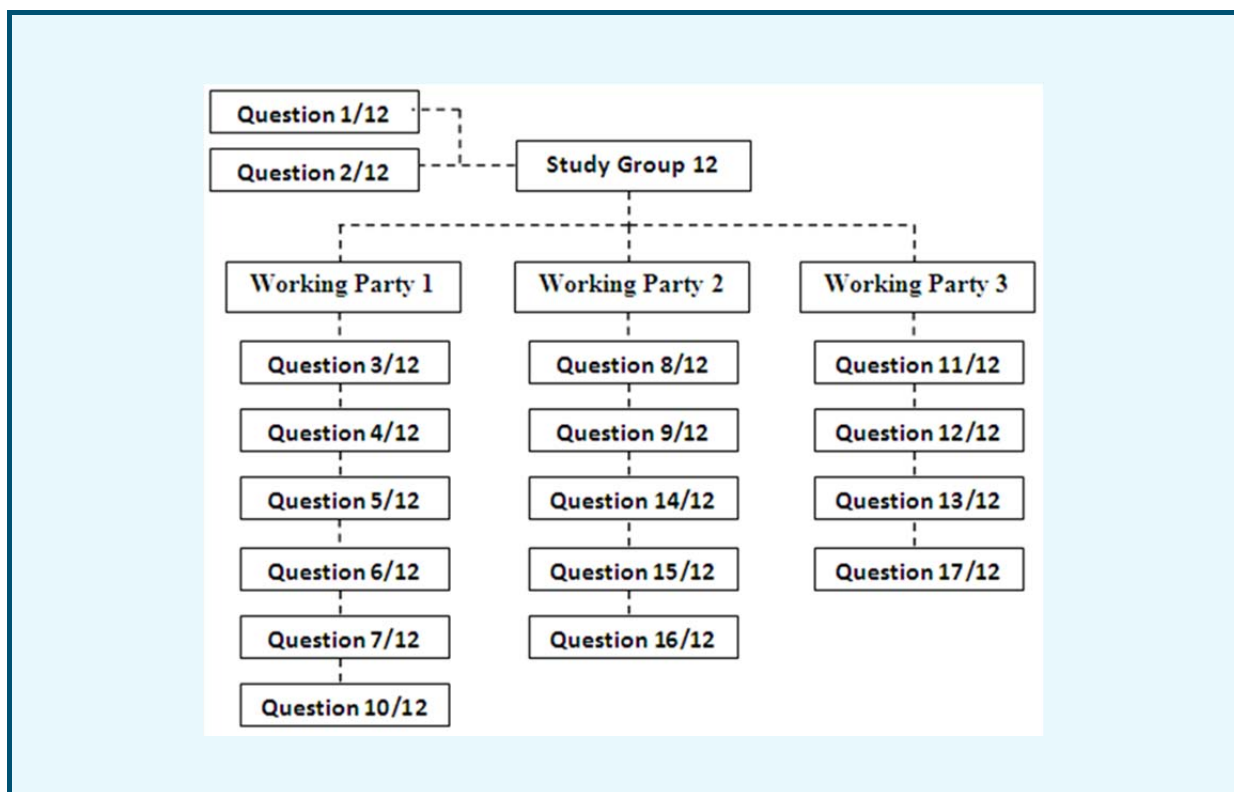 Question 1/12
Question 2/12
Study Group 12
Working Party 1
Working Party 2
Working Party 3
Question 3/12
Question 8/12
Question 11/12
Question 4/12
Question 9/12
Question 12/12
Question 5/12
Question 14/12
Question 13/12
Question 6/12
Question 15/12
Question 17/12
Question 7/12
Question 16/12
Question 10/12